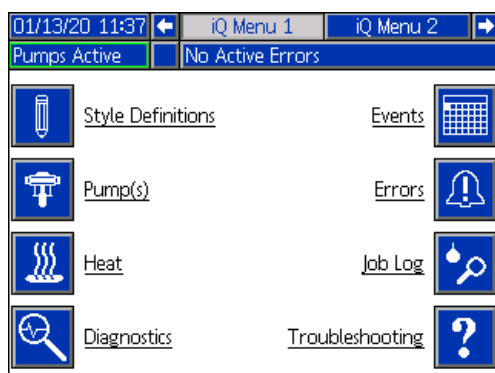 01/13/20 11:37 iQ Menu 1 iQ Menu 2
Pumps Active No Active Errors
Style Definitions Events
Pump(s) Errors
Heat Job Log
Diagnostics Troubleshooting ?